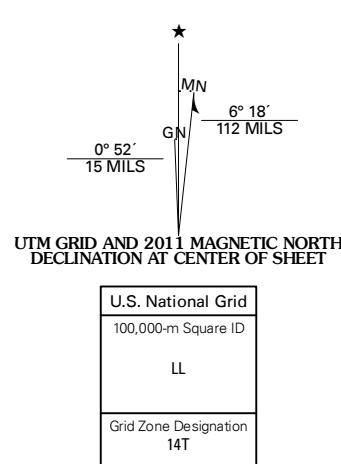 ★
MN
GN
6° 18´
112 MILS
0° 52´
15 MILS
UTM GRID AND 2011 MAGNETIC NORTH
DECLINATION AT CENTER OF SHEET
U.S. National Grid
100,000-m Square ID
LL
Grid Zone Designation
14T